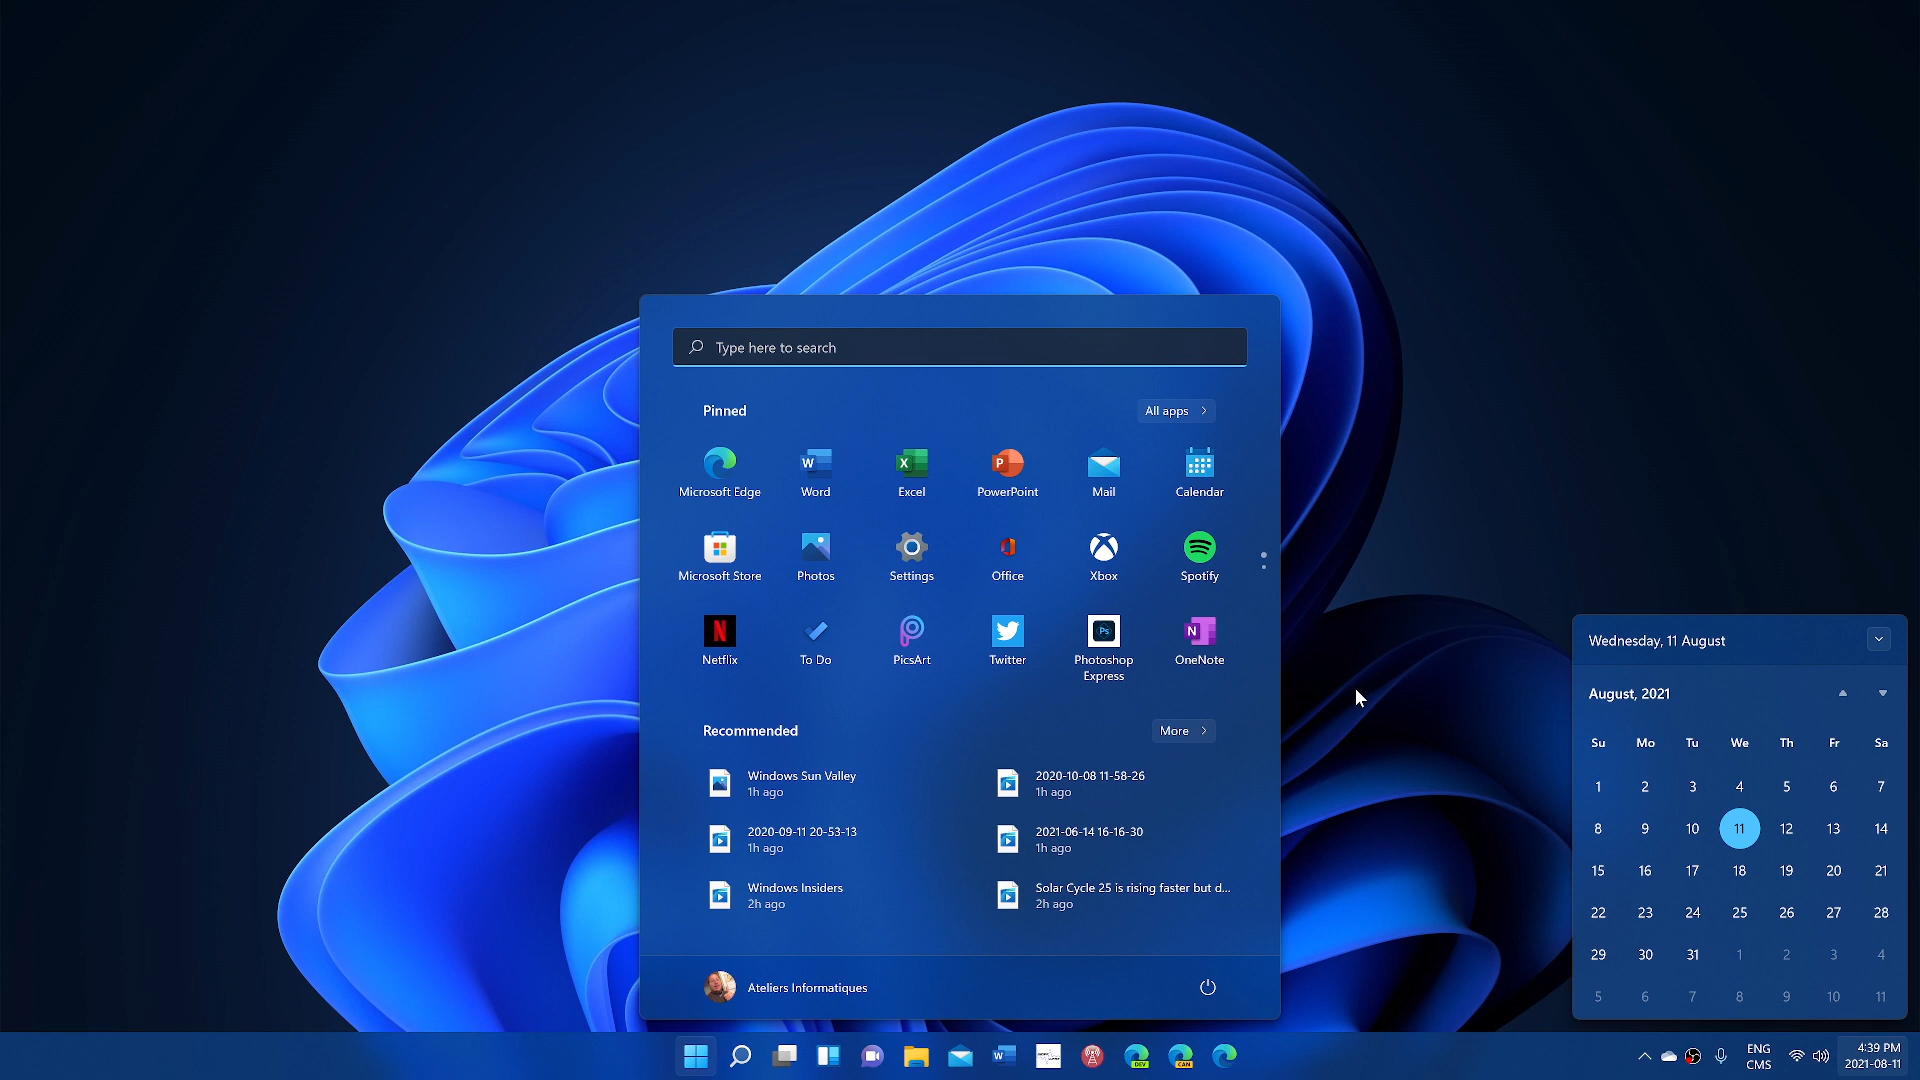 Type here to search
Pinned
All apps
Microsoft Edge
Word
Excel
PowerPoint
Mail
Calendar
Microsoft Store
Photos
Settings
Office
Xbox
Spotify
Netflix
To Do
PicsArt
Twitter
Photoshop
Express
OneNote
Recommended
More
Windows Sun Valley
1h ago
2020-10-08 11-58-26
1h ago
2020-09-11 20-53-13
1h ago
2021-06-14 16-16-30
1h ago
Windows Insiders
2h ago
Solar Cycle 25 is rising faster but d...
2h ago
Ateliers Informatiques
Wednesday, 11 August
August, 2021
Su Mo Tu We Th Fr Sa
1 2 3 4 5 6 7
8 9 10 11 12 13 14
15 16 17 18 19 20 21
22 23 24 25 26 27 28
29 30 31 1 2 3 4
5 6 7 8 9 10 11
DEV
CAN
ENG
CMS
4:39 PM
2021-08-11